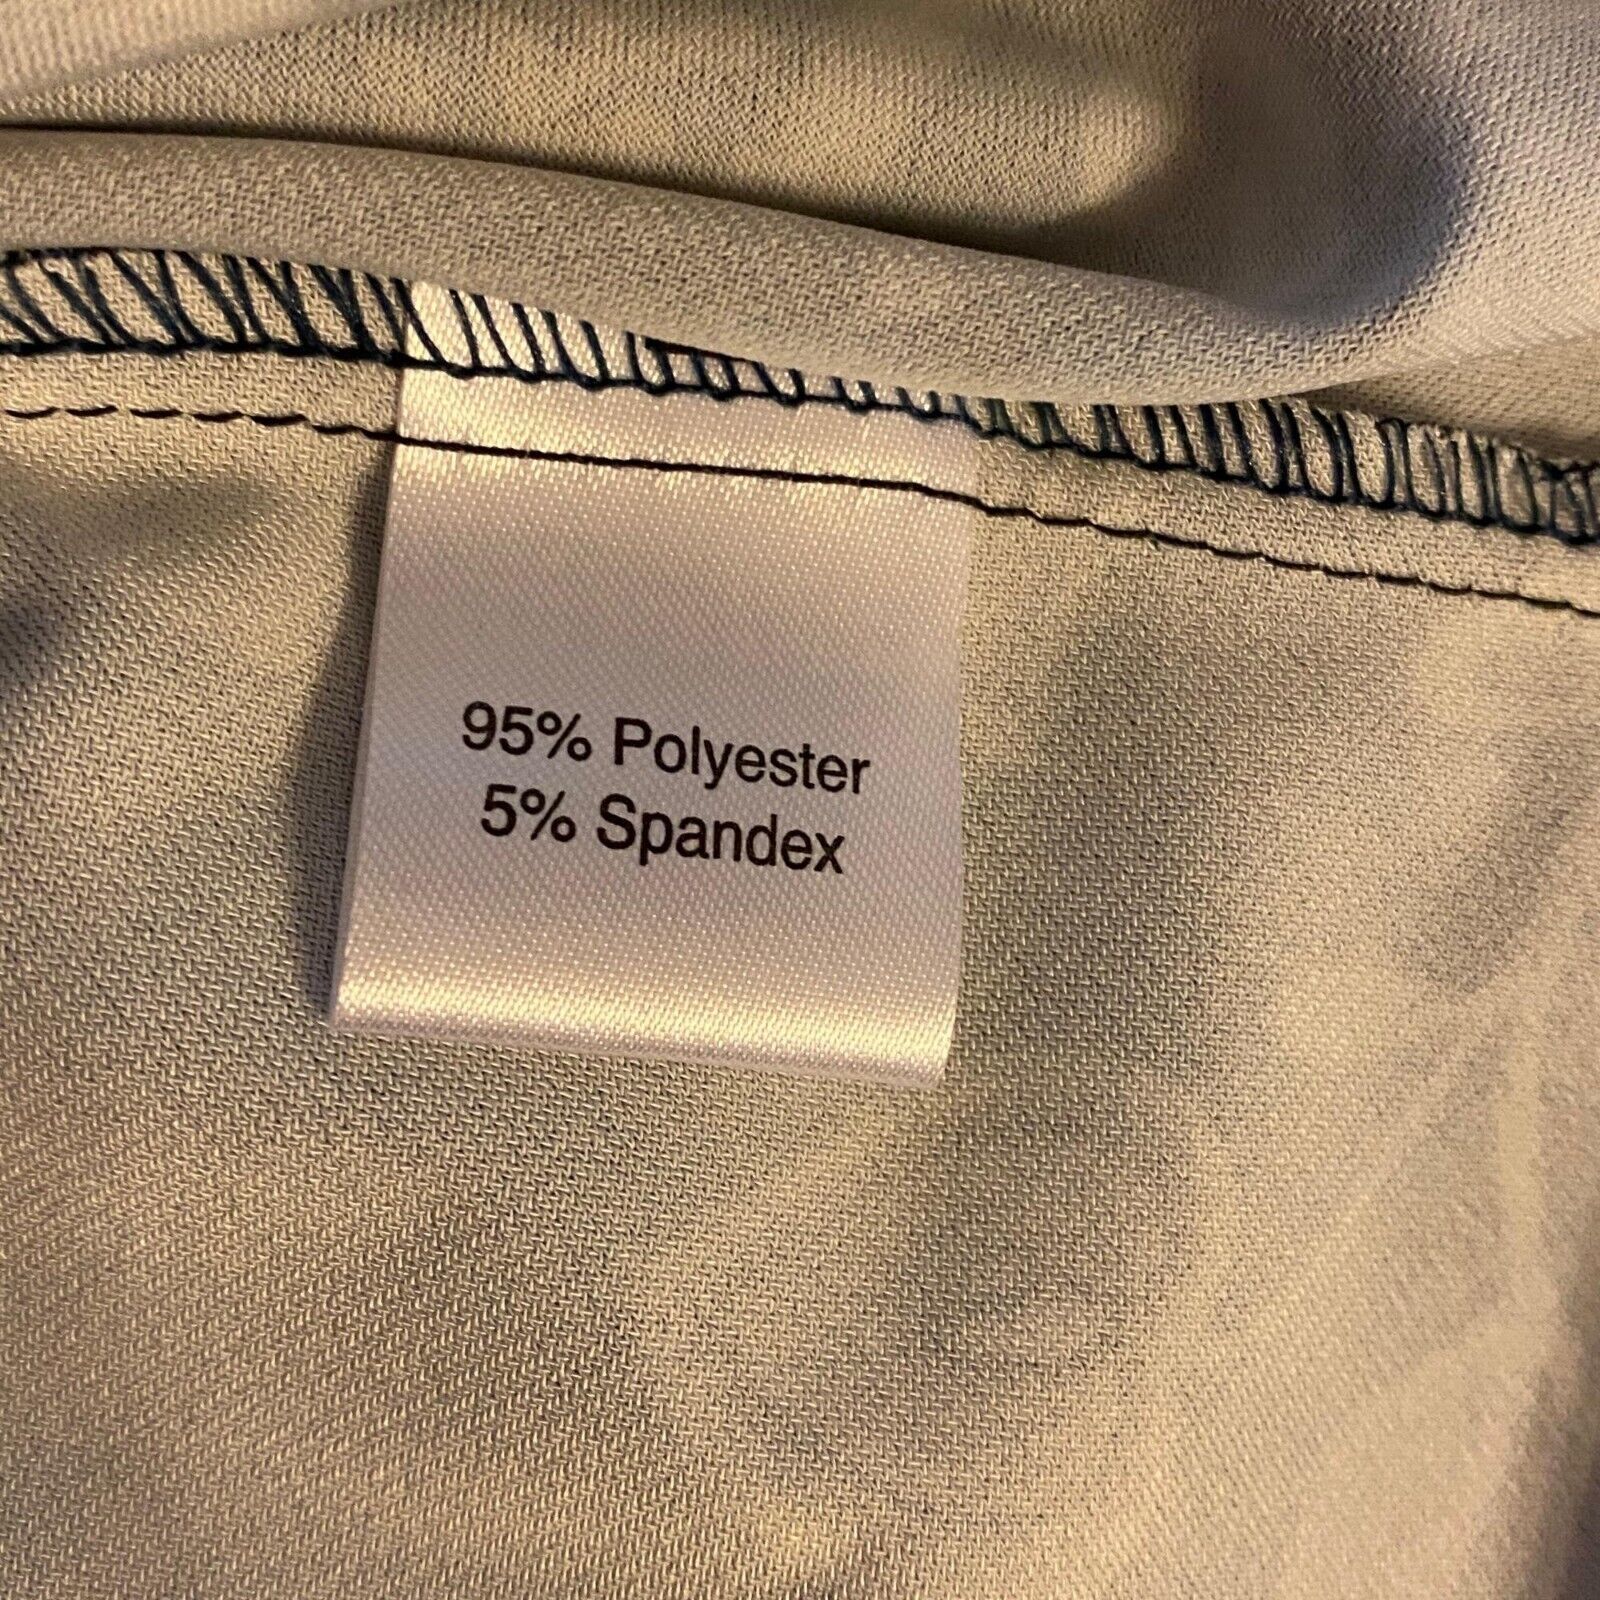 95% Polyester
5% Spandex